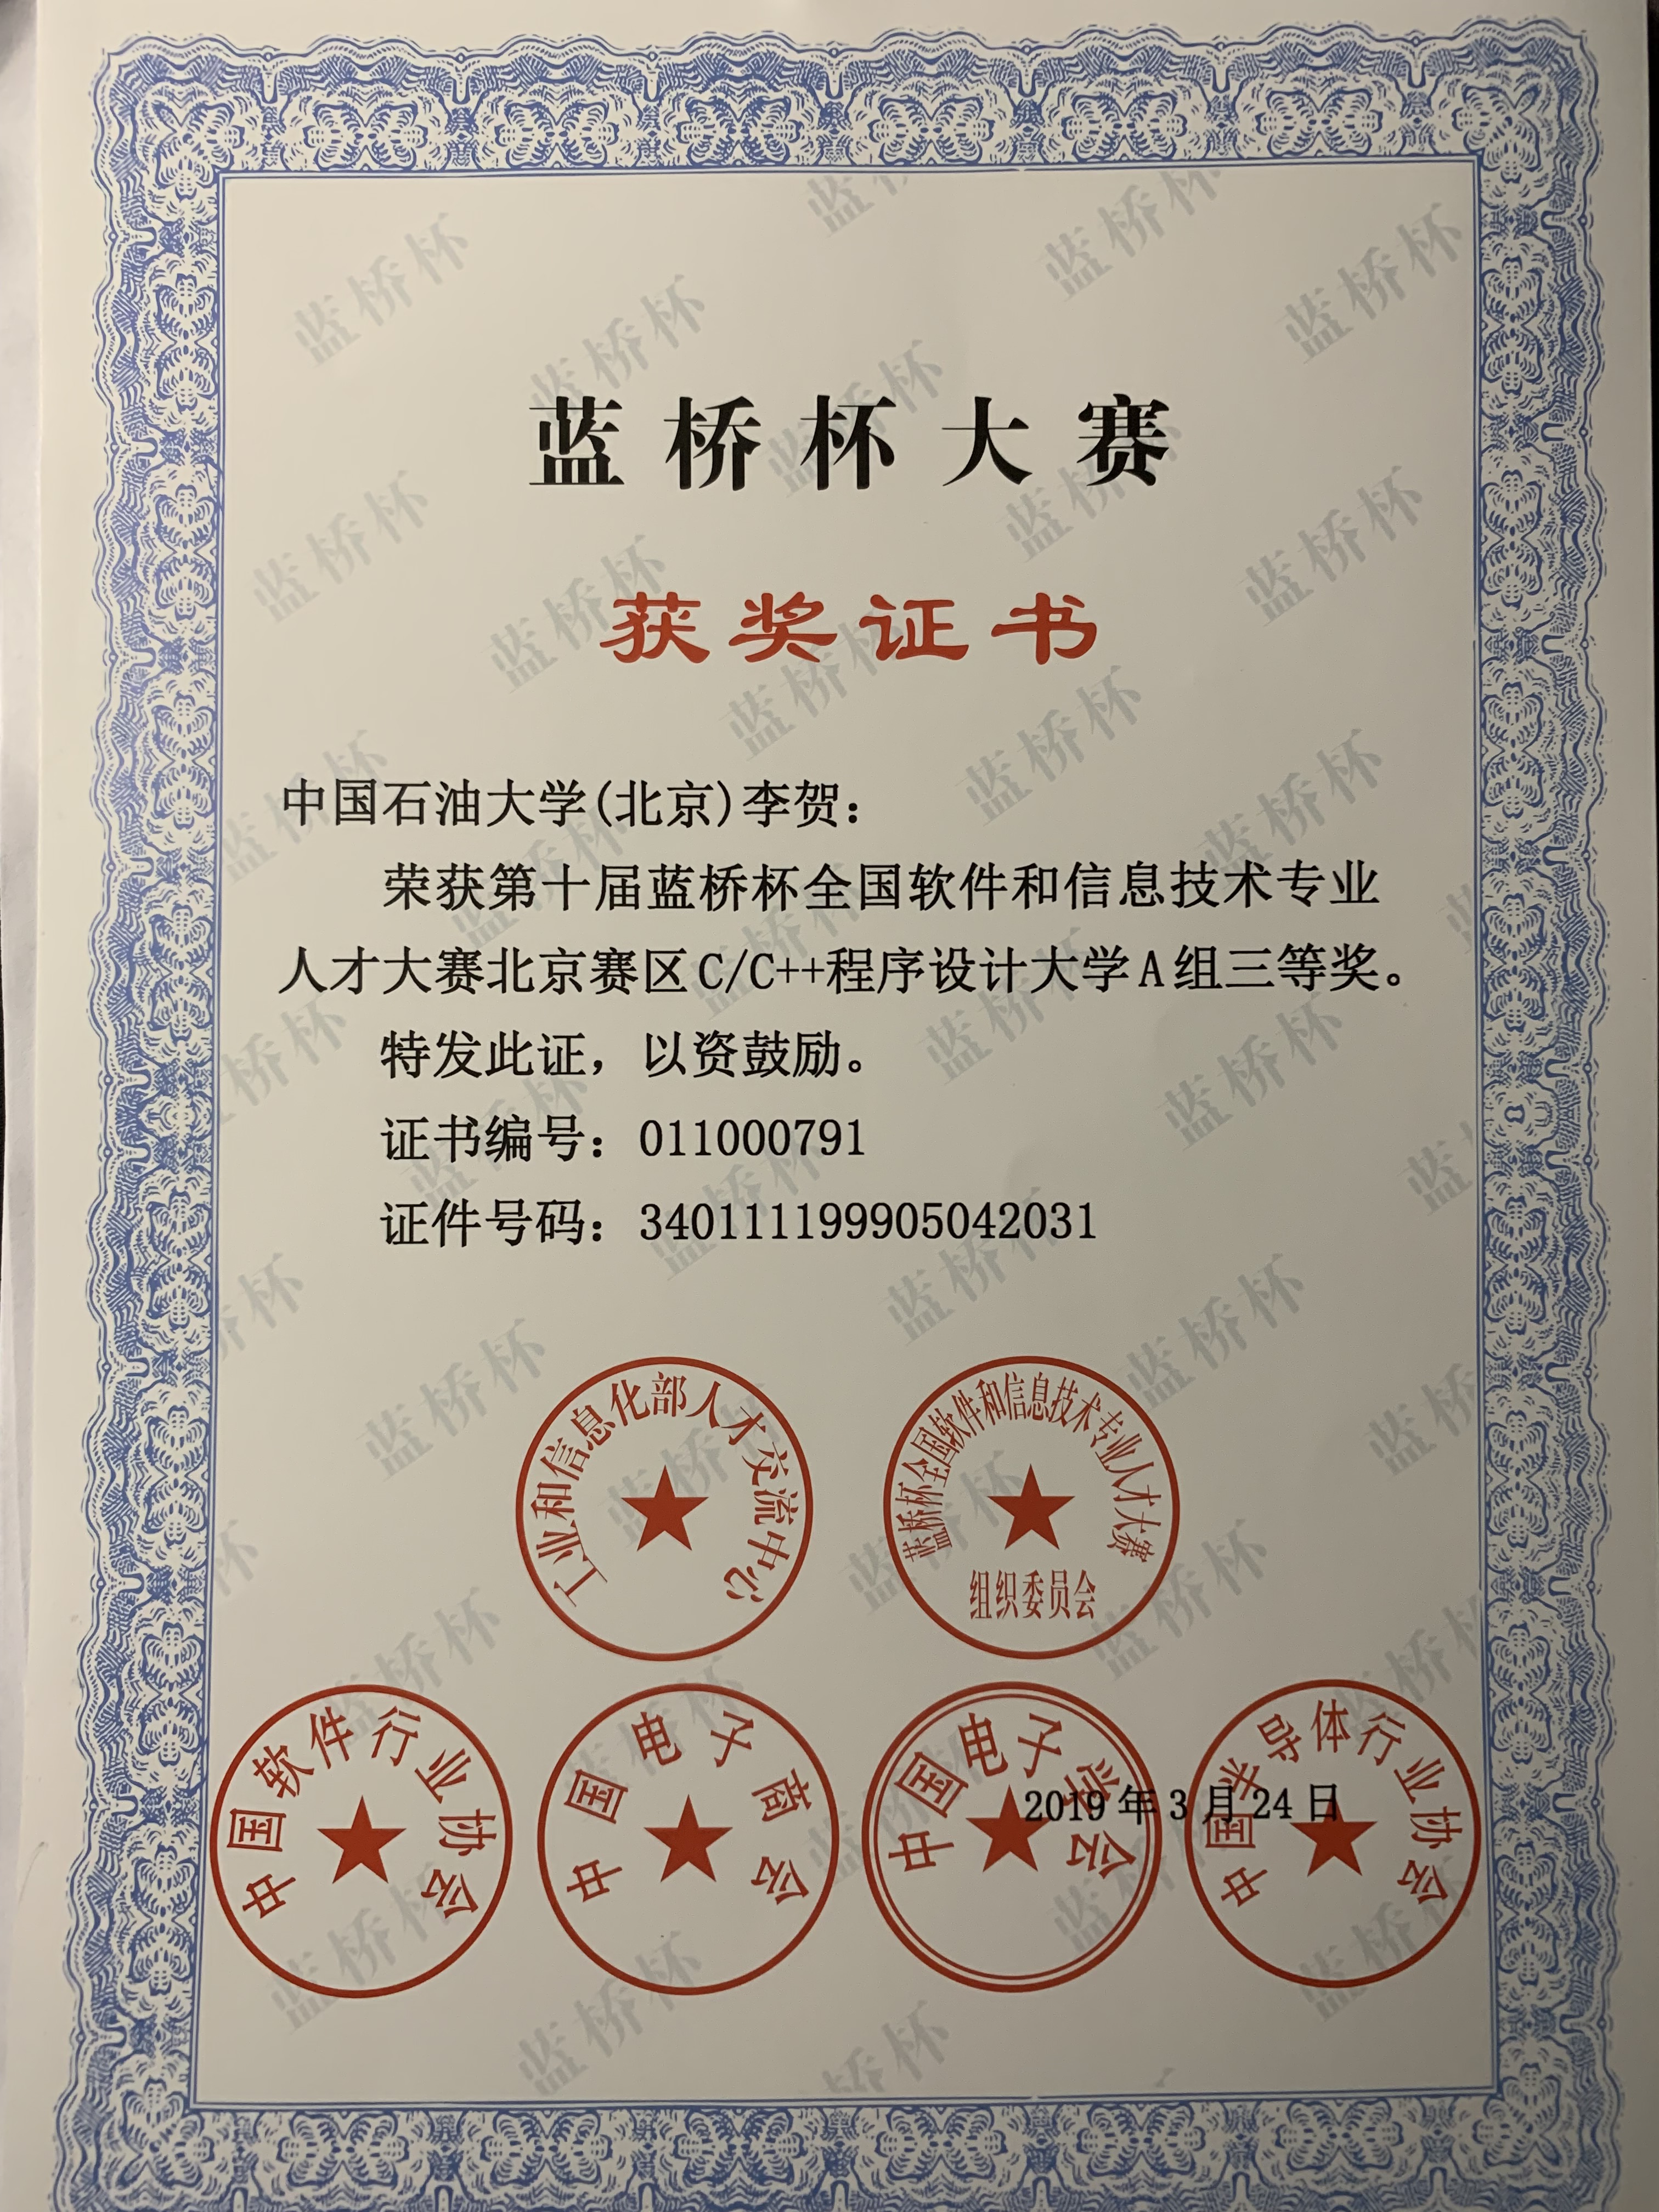 蓝桥杯大赛
获奖证书
中国石油大学(北京)李贺：
荣获第十届蓝桥杯全国软件和信息技术专业
人才大赛北京赛区C/C++程序设计大学A组三等奖。
特发此证，以资鼓励。
证书编号：011000791
证件号码：340111199905042031
工业和信息化部人才交流中心
蓝桥杯全国软件和信息技术专业人才大赛
组织委员会
中国软件行业协会
中国电子商会
中国电子学会
中国半导体行业协会
2019年3月24日
蓝桥杯